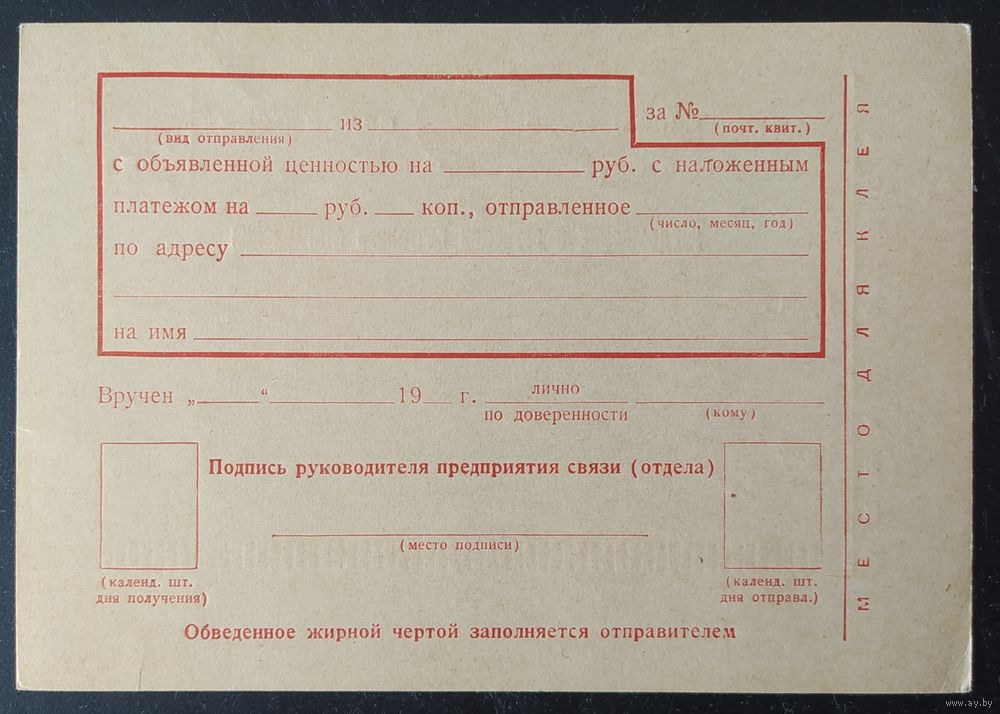 за №
(почт. квит.)
из
(вид отправления)
с объявленной ценностью на руб. с наложенным
платежом на руб. коп., отправленное
(число, месяц, год)
по адресу
на имя
Вручен „ “ 19 г. лично
по доверенности
(кому)
Подпись руководителя предприятия связи (отдела)
(место подписи)
(календ. шт.
дня получения)
(календ. шт.
дня отправл.)
Обведенное жирной чертой заполняется отправителем
МЕСТО ДЛЯ КЛЕЯ
www.ay.by